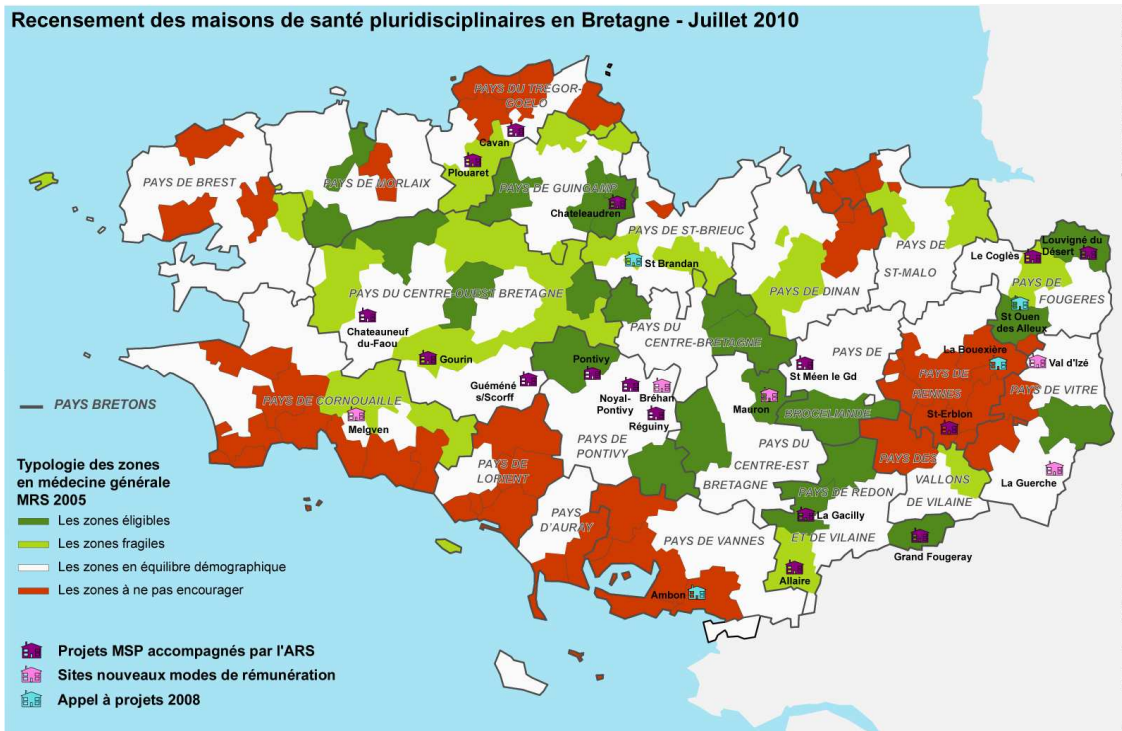 Recensement des maisons de santé pluridisciplinaires en Bretagne - Juillet 2010
PAYS DU TREGOR-
GOELO
Cavan
Plouaret
PAYS DE BREST
PAYS DE MORLAIX
PAYS DE GUINGAMP
Chateleaudren
PAYS DE ST-BRIEUC
St Brandan
PAYS DE
ST-MALO
Le Coglès
Louvigné du
Désert
PAYS DE
FOUGERES
St Ouen
des Alleux
PAYS DU CENTRE-OUEST BRETAGNE
PAYS DE DINAN
Chateauneuf
du-Faou
Gourin
PAYS DU
CENTRE-BRETAGNE
Pontivy
Guéméné
s/Scorff
Noyal-
Pontivy
Bréhan
Réguiny
St Méen le Gd
Mauron
PAYS DE
BROCELIANDE
La Bouexière
PAYS DE
RENNES
St-Erblon
Val d'Izé
PAYS DE VITRE
PAYS BRETONS
PAYS DE CORNOUAILLE
Melgven
PAYS DE
PONTIVY
PAYS DU
CENTRE-EST
BRETAGNE
PAYS DES
VALLONS
DE VILAINE
La Guerche
PAYS DE
LORIENT
PAYS
D'AURAY
PAYS DE VANNES
PAYS DE REDON
La Gacilly
ET DE VILAINE
Grand Fougeray
Allaire
Ambon
Typologie des zones
en médecine générale
MRS 2005
Les zones éligibles
Les zones fragiles
Les zones en équilibre démographique
Les zones à ne pas encourager
Projets MSP accompagnés par l'ARS
Sites nouveaux modes de rémunération
Appel à projets 2008